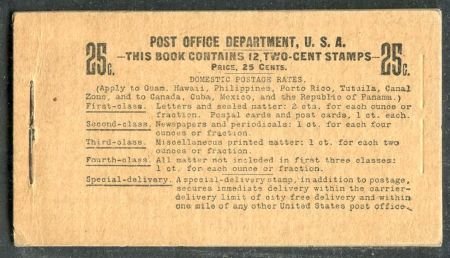 POST OFFICE DEPARTMENT, U. S. A.
25c. —THIS BOOK CONTAINS 12 TWO-CENT STAMPS— 25c.
PRICE, 25 CENTS.
DOMESTIC POSTAGE RATES.
(Apply to Guam, Hawaii, Philippines, Porto Rico, Tutuila, Canal
Zone, and to Canada, Cuba, Mexico, and the Republic of Panama.)
First-class. Letters and sealed matter: 2 cts. for each ounce or
fraction. Postal cards and post cards, 1 ct. each.
Second-class. Newspapers and periodicals: 1 ct. for each four
ounces or fraction.
Third-class. Miscellaneous printed matter: 1 ct. for each two
ounces or fraction.
Fourth-class. All matter not included in first three classes:
1 ct. for each ounce or fraction.
Special-delivery. A special-delivery stamp, in addition to postage,
secures immediate delivery within the carrier-
delivery limit of city free delivery and within
one mile of any other United States post office.